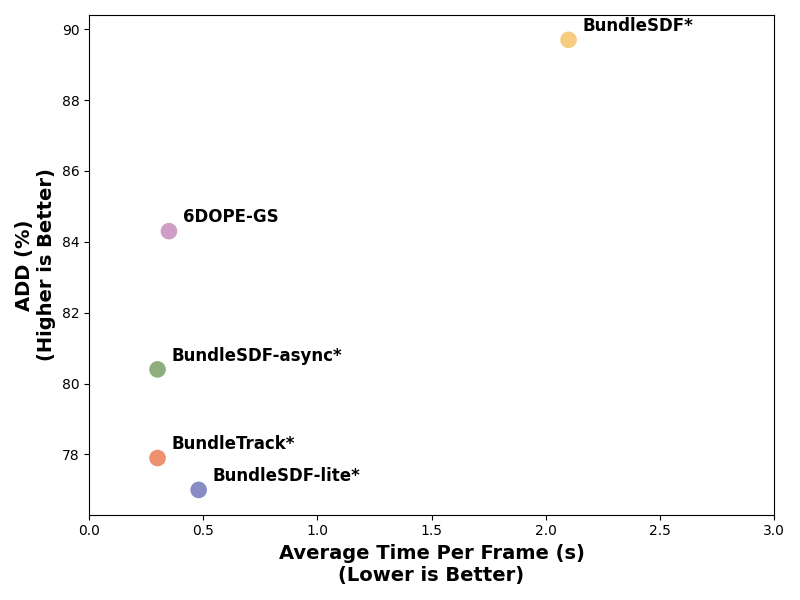 BundleSDF*
6DOPE-GS
BundleSDF-async*
BundleTrack*
BundleSDF-lite*
90
88
86
84
82
80
78
ADD (%)
(Higher is Better)
0.0 0.5 1.0 1.5 2.0 2.5 3.0
Average Time Per Frame (s)
(Lower is Better)